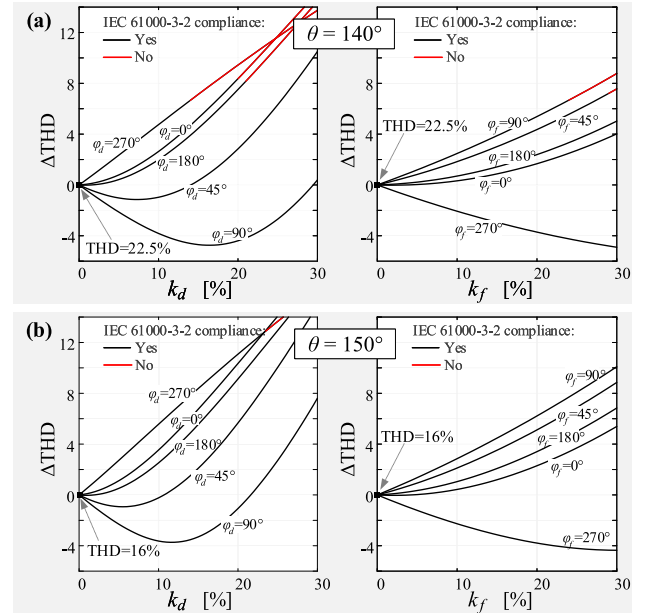 (a)
IEC 61000-3-2 compliance:
Yes
No
θ = 140°
IEC 61000-3-2 compliance:
Yes
No
ΔTHD
12
8
4
0
-4
φd=270°
φd=0°
φd=180°
φd=45°
φd=90°
THD=22.5%
0 10 20 30
kd [%]
ΔTHD
12
8
4
0
-4
THD=22.5%
φf=90°
φf=45°
φf=180°
φf=0°
φf=270°
0 10 20 30
kf [%]
(b)
IEC 61000-3-2 compliance:
Yes
No
θ = 150°
IEC 61000-3-2 compliance:
Yes
No
ΔTHD
12
8
4
0
-4
φd=270°
φd=0°
φd=180°
φd=45°
φd=90°
THD=16%
0 10 20 30
kd [%]
ΔTHD
12
8
4
0
-4
THD=16%
φf=90°
φf=45°
φf=180°
φf=0°
φf=270°
0 10 20 30
kf [%]